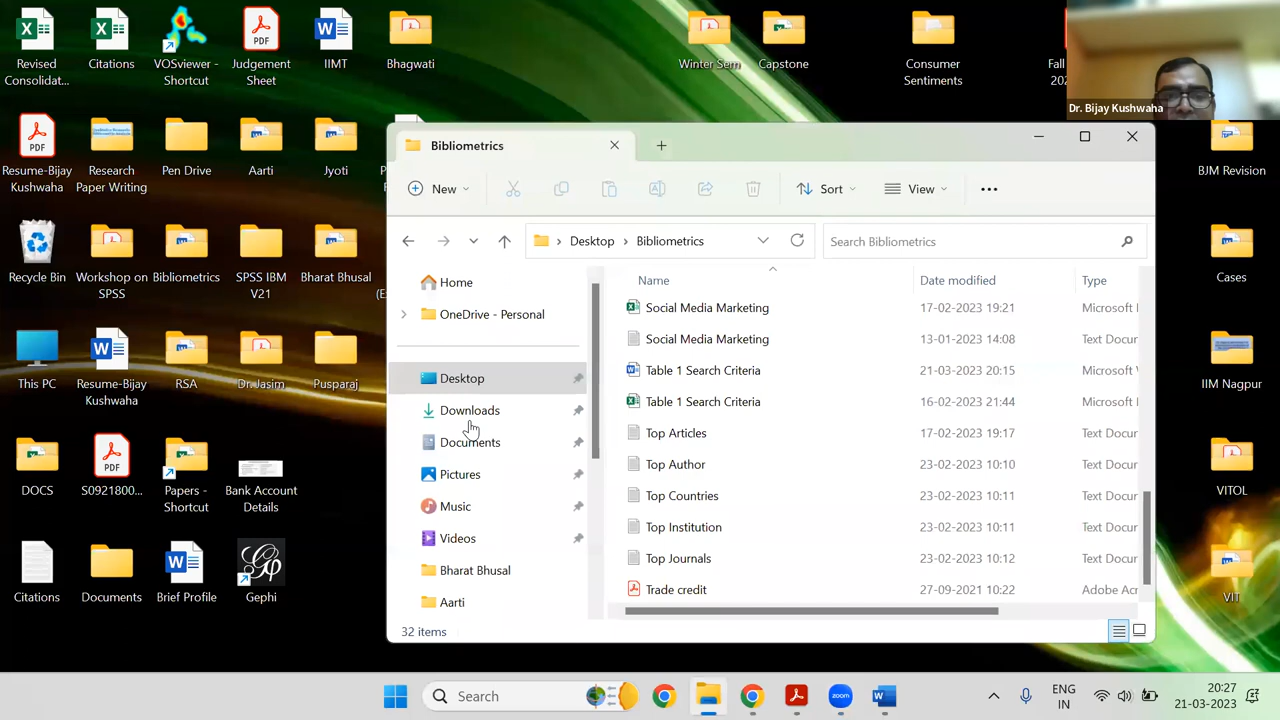 Revised
Consolidat...
Citations
VOSviewer -
Shortcut
PDF
Judgement
Sheet
IIMT
Bhagwati
Winter Sem
Capstone
Consumer
Sentiments
Fall
Dr. Bijay Kushwaha
PDF
Resume-Bijay
Kushwaha
Research
Paper Writing
Pen Drive
Aarti
Jyoti
BJM Revision
Recycle Bin
Workshop on
SPSS
Bibliometrics
SPSS IBM
V21
Bharat Bhusal
Cases
This PC
Resume-Bijay
Kushwaha
RSA
Dr. Jasim
Pusparaj
IIM Nagpur
DOCS
PDF
S0921800...
Papers -
Shortcut
Bank Account
Details
VITOL
Citations
Documents
Brief Profile
Gephi
VIT
Bibliometrics
New
Sort
View
Desktop
Bibliometrics
Search Bibliometrics
Home
OneDrive - Personal
Desktop
Downloads
Documents
Pictures
Music
Videos
Bharat Bhusal
Aarti
Name
Date modified
Type
Social Media Marketing 17-02-2023 19:21 Microsoft
Social Media Marketing 13-01-2023 14:08 Text Docur
Table 1 Search Criteria 21-03-2023 20:15 Microsoft
Table 1 Search Criteria 16-02-2023 21:44 Microsoft
Top Articles 17-02-2023 19:17 Text Docur
Top Author 23-02-2023 10:10 Text Docur
Top Countries 23-02-2023 10:11 Text Docur
Top Institution 23-02-2023 10:11 Text Docur
Top Journals 23-02-2023 10:12 Text Docur
Trade credit 27-09-2021 10:22 Adobe Acr
32 items
Search
zoom
ENG
IN
20:27
21-03-2023